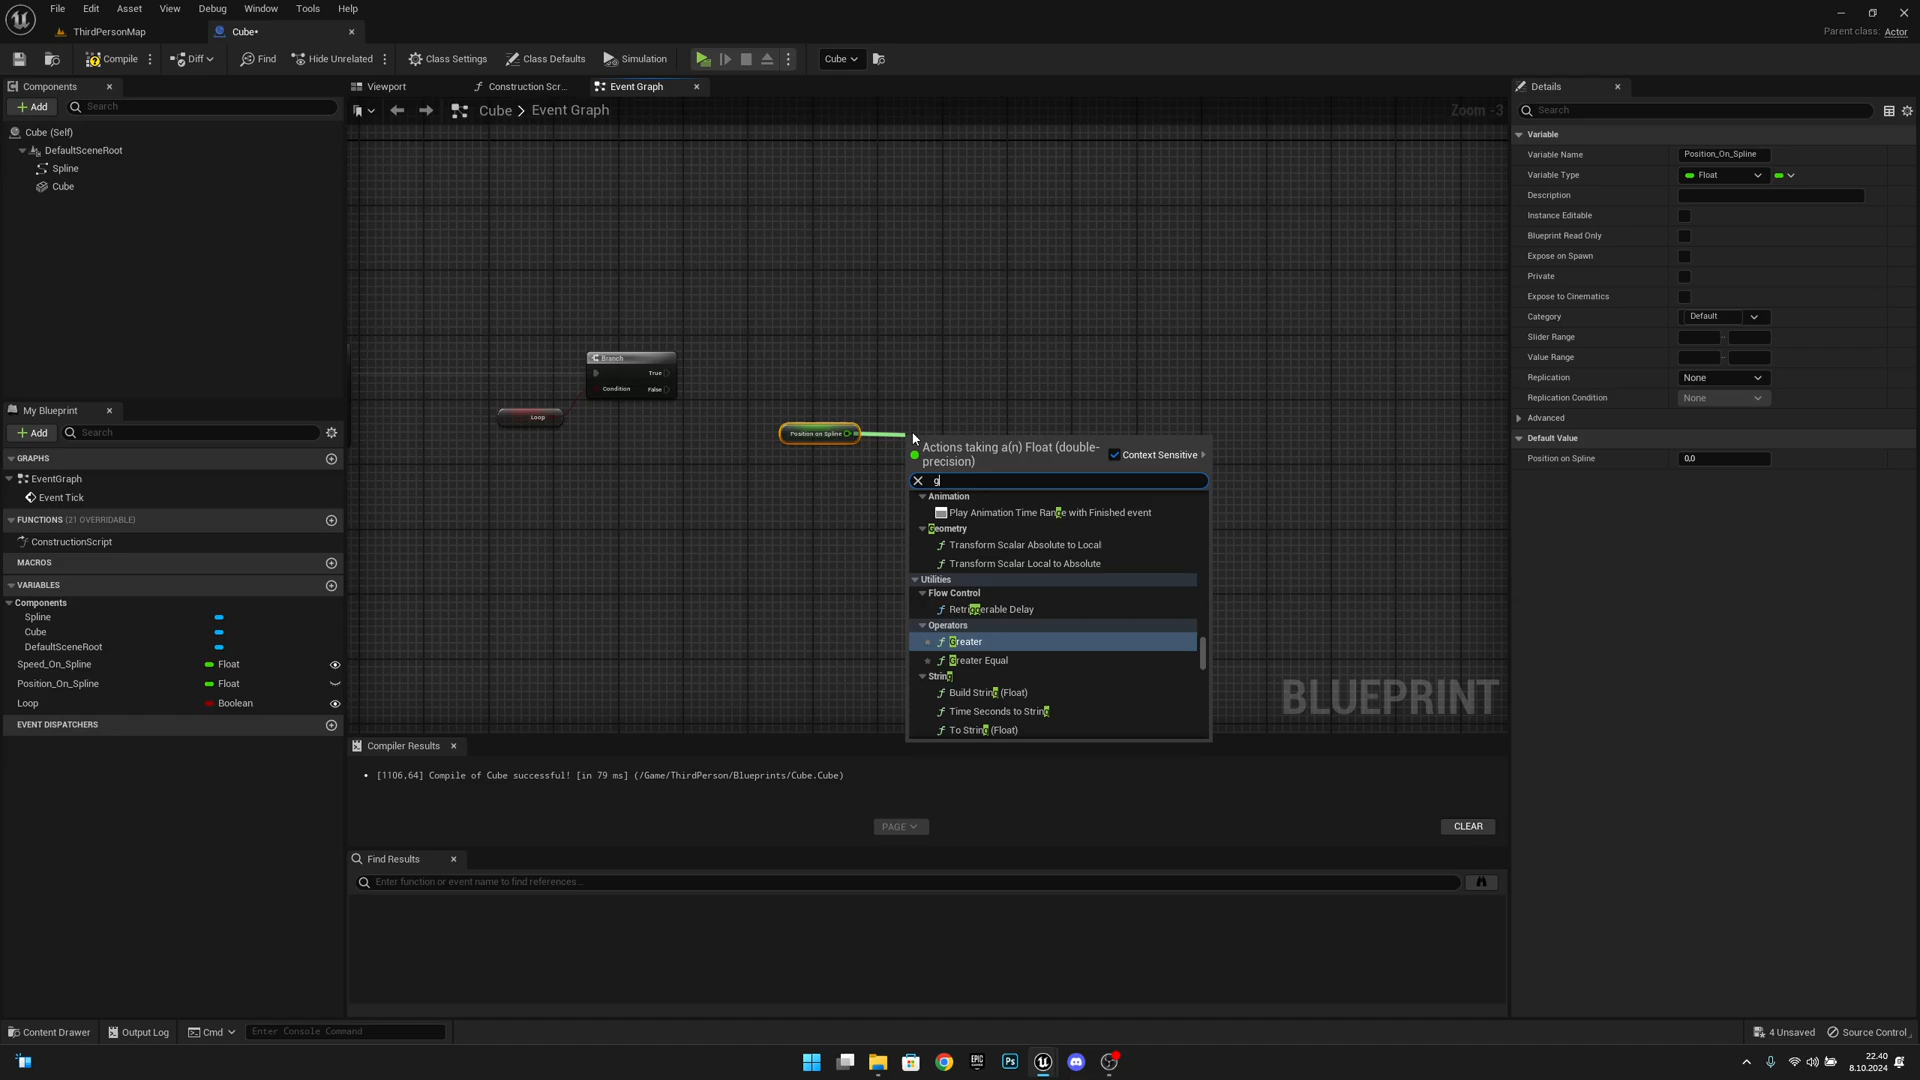 File Edit Asset View Debug Window Tools Help
ThirdPersonMap
Cube*
Parent class: Actor
Compile Diff Find Hide Unrelated Class Settings Class Defaults Simulation Cube
Components
Add Search
Cube (Self)
DefaultSceneRoot
Spline
Cube
Viewport Construction Scr... Event Graph
Cube > Event Graph
Zoom -3
Branch
True
Condition False
Loop
Position on Spline
Actions taking a(n) Float (double-
precision)
Context Sensitive
g
Animation
Play Animation Time Range with Finished event
Geometry
Transform Scalar Absolute to Local
Transform Scalar Local to Absolute
Utilities
Flow Control
Retriggerable Delay
Operators
Greater
Greater Equal
String
Build String (Float)
Time Seconds to String
To String (Float)
BLUEPRINT
My Blueprint
Add Search
GRAPHS
EventGraph
Event Tick
FUNCTIONS (21 OVERRIDABLE)
ConstructionScript
MACROS
VARIABLES
Components
Spline
Cube
DefaultSceneRoot
Speed_On_Spline Float
Position_On_Spline Float
Loop Boolean
EVENT DISPATCHERS
Compiler Results
[1106,64] Compile of Cube successful! [in 79 ms] (/Game/ThirdPerson/Blueprints/Cube.Cube)
PAGE
CLEAR
Find Results
Enter function or event name to find references...
Details
Search
Variable
Variable Name Position_On_Spline
Variable Type Float
Description
Instance Editable
Blueprint Read Only
Expose on Spawn
Private
Expose to Cinematics
Category Default
Slider Range
Value Range
Replication None
Replication Condition None
Advanced
Default Value
Position on Spline 0,0
Content Drawer Output Log Cmd Enter Console Command
4 Unsaved Source Control
EPIC GAMES Ps
22.40
8.10.2024